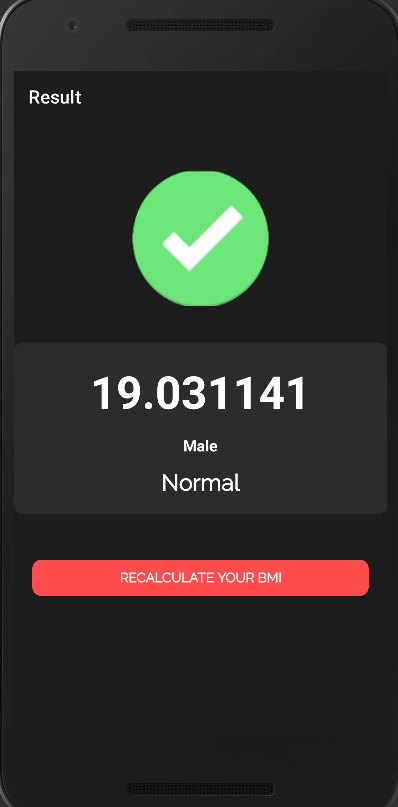 Result
19.031141
Male
Normal
RECALCULATE YOUR BMI